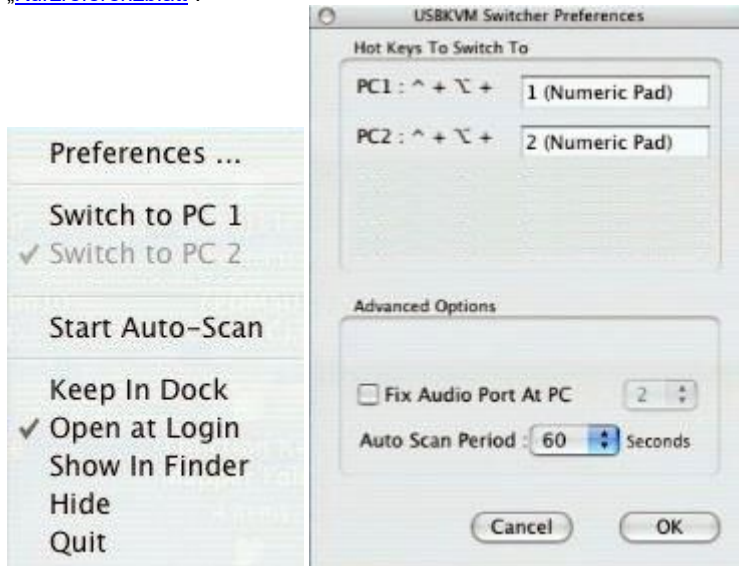 „Kurzreferenzblatt“.
Preferences ...
Switch to PC 1
✓ Switch to PC 2
Start Auto-Scan
Keep In Dock
✓ Open at Login
Show In Finder
Hide
Quit
USBKVM Switcher Preferences
Hot Keys To Switch To
PC1 : ^ + ⌥ + 1 (Numeric Pad)
PC2 : ^ + ⌥ + 2 (Numeric Pad)
Advanced Options
Fix Audio Port At PC 2
Auto Scan Period : 60 Seconds
Cancel OK